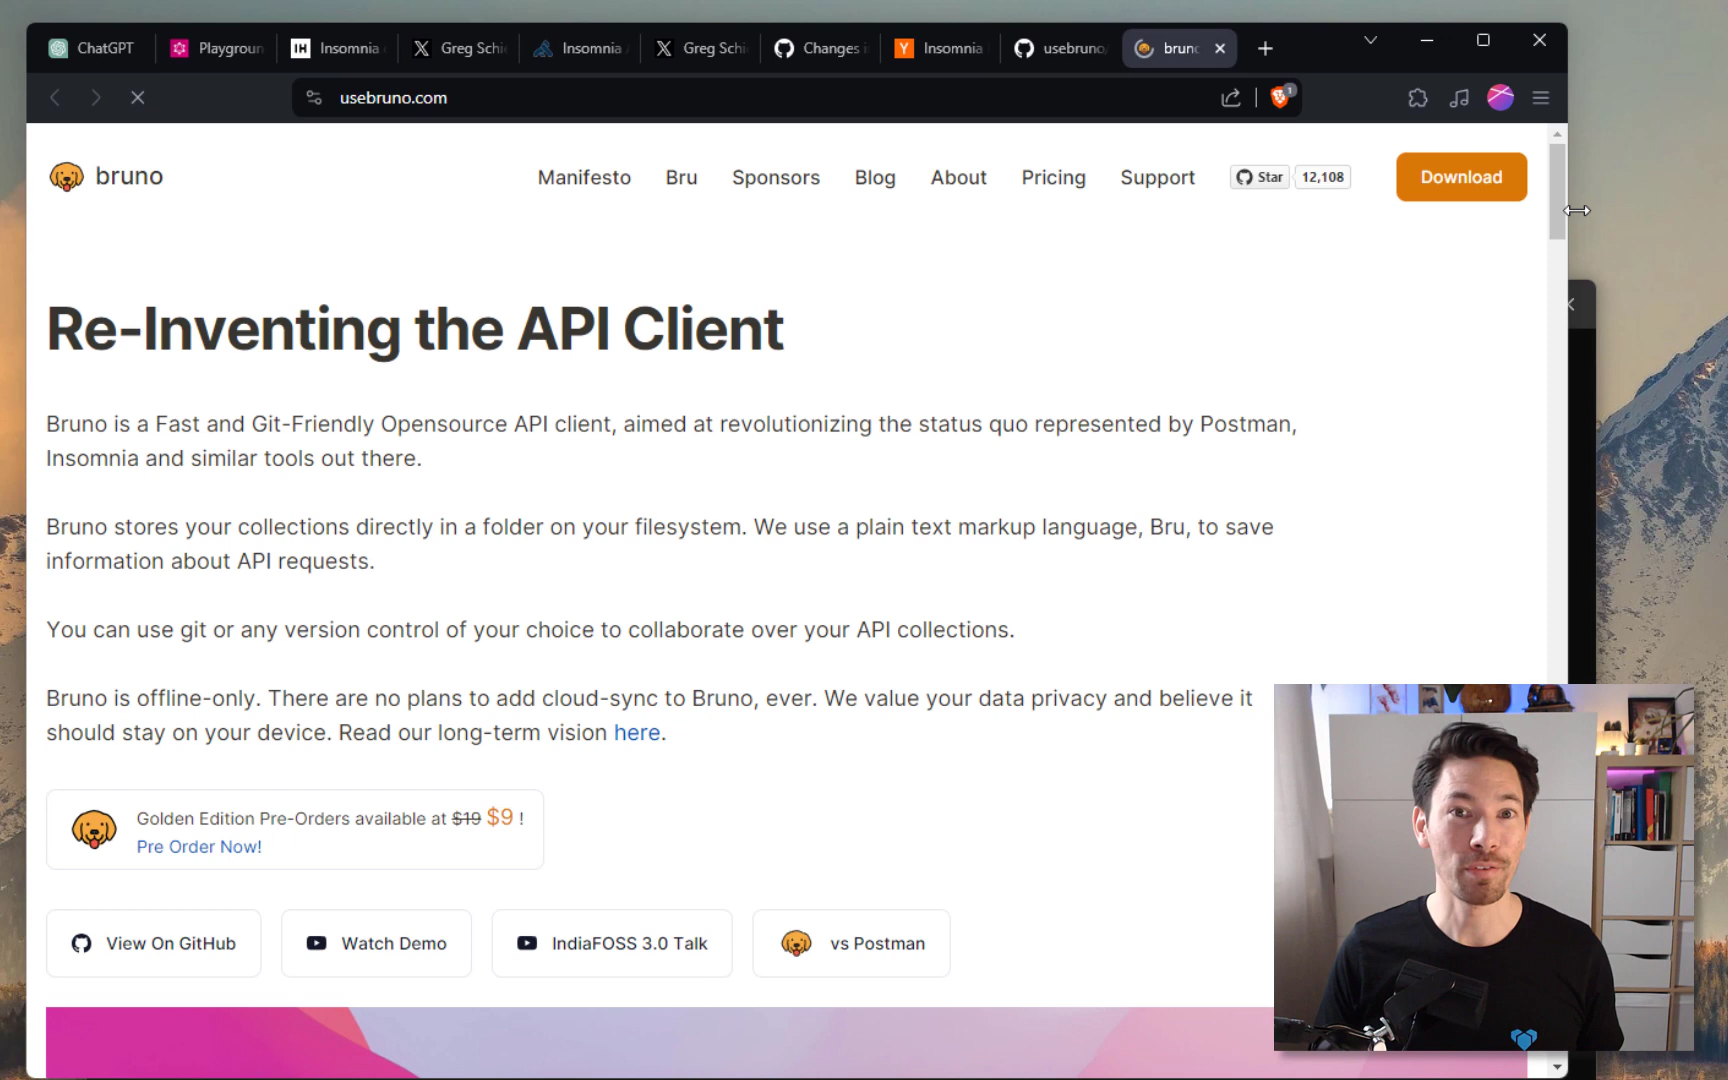 ChatGPT
Playgroun
IH Insomnia
X Greg Schi
Insomnia
X Greg Schi
Changes i
Y Insomnia
usebruno/
brun
usebruno.com
1
bruno
Manifesto
Bru
Sponsors
Blog
About
Pricing
Support
Star
12,108
Download
Re-Inventing the API Client
Bruno is a Fast and Git-Friendly Opensource API client, aimed at revolutionizing the status quo represented by Postman,
Insomnia and similar tools out there.
Bruno stores your collections directly in a folder on your filesystem. We use a plain text markup language, Bru, to save
information about API requests.
You can use git or any version control of your choice to collaborate over your API collections.
Bruno is offline-only. There are no plans to add cloud-sync to Bruno, ever. We value your data privacy and believe it
should stay on your device. Read our long-term vision here.
Golden Edition Pre-Orders available at $19 $9 !
Pre Order Now!
View On GitHub
Watch Demo
IndiaFOSS 3.0 Talk
vs Postman